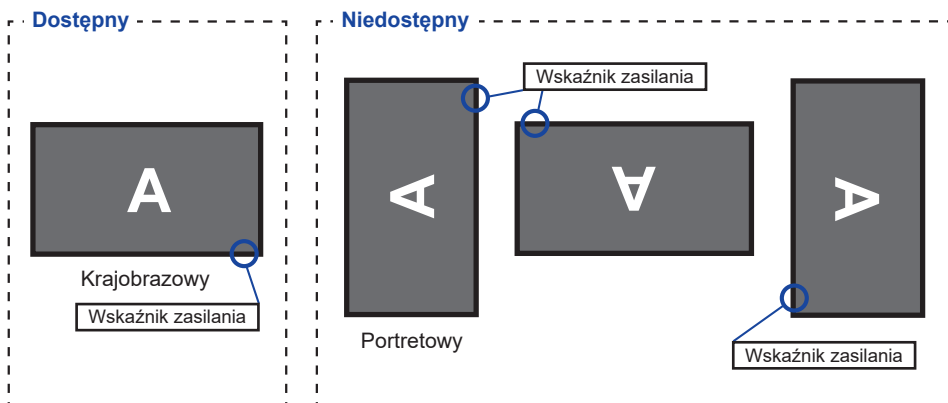 Dostępny
A
Krajobrazowy
Wskaźnik zasilania
Niedostępny
Wskaźnik zasilania
A
A
A
Portretowy
Wskaźnik zasilania